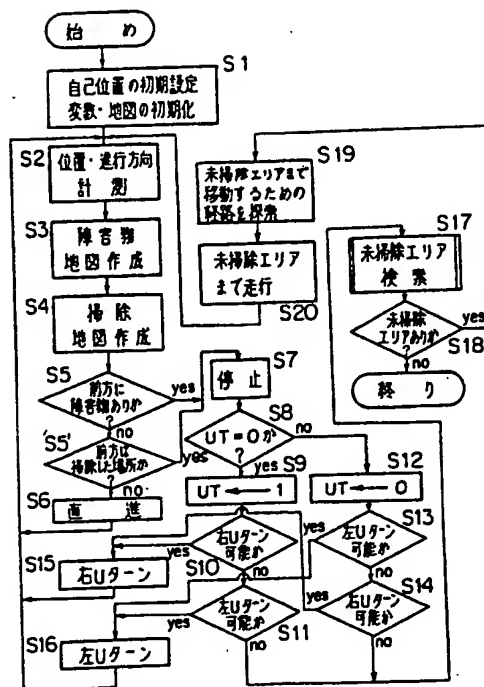 始め
S1
自己位置の初期設定
変数・地図の初期化
S2
位置・進行方向
計測
S3
障害物
地図作成
S4
掃除
地図作成
S5
前方に
障害物ありか
?
yes
no
S5'
前方は
掃除した場所か
?
yes
no
S6
直進
S7
停止
S8
UT=0か
?
no
yes
S9
UT ← 1
S12
UT ← 0
S10
右Uターン
可能か
yes
no
S11
左Uターン
可能か
yes
no
S13
左Uターン
可能か
yes
no
S14
右Uターン
可能か
yes
no
S15
右Uターン
S16
左Uターン
S19
未掃除エリアまで
移動するための
経路を探索
未掃除エリア
まで走行
S20
S17
未掃除エリア
検索
未掃除
エリアありか
?
yes
S18
no
終り